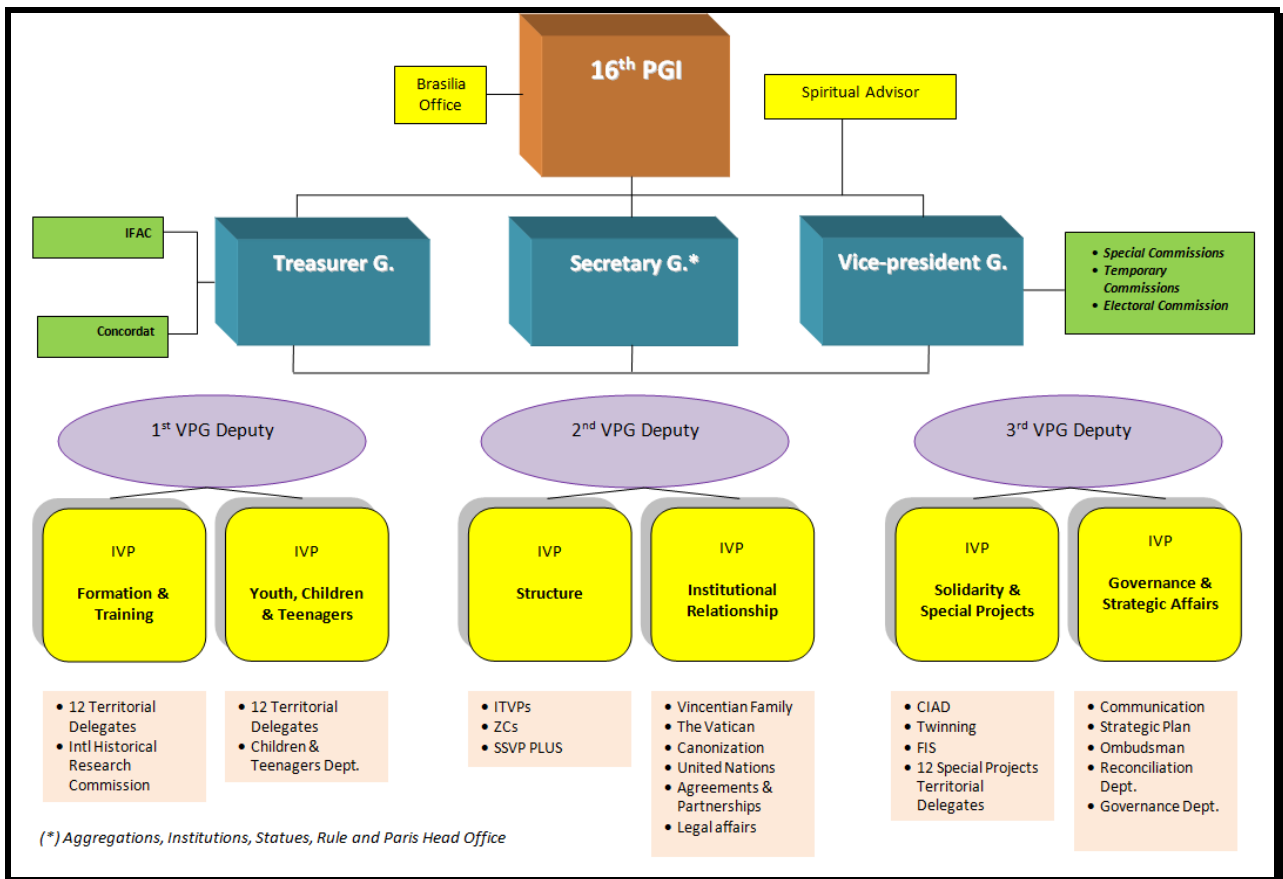 16th PGI
Brasilia
Office
Spiritual Advisor
IFAC
Concordat
Treasurer G.
Secretary G.*
Vice-president G.
• Special Commissions
• Temporary
Commissions
• Electoral Commission
1st VPG Deputy
2nd VPG Deputy
3rd VPG Deputy
IVP
Formation &
Training
IVP
Youth, Children
& Teenagers
IVP
Structure
IVP
Institutional
Relationship
IVP
Solidarity &
Special Projects
IVP
Governance &
Strategic Affairs
• 12 Territorial
Delegates
• Intl Historical
Research
Commission
• 12 Territorial
Delegates
• Children &
Teenagers Dept.
• ITVPs
• ZCs
• SSVP PLUS
• Vincentian Family
• The Vatican
• Canonization
• United Nations
• Agreements &
Partnerships
• Legal affairs
• CIAD
• Twinning
• FIS
• 12 Special Projects
Territorial
Delegates
• Communication
• Strategic Plan
• Ombudsman
• Reconciliation
Dept.
• Governance Dept.
(*) Aggregations, Institutions, Statues, Rule and Paris Head Office